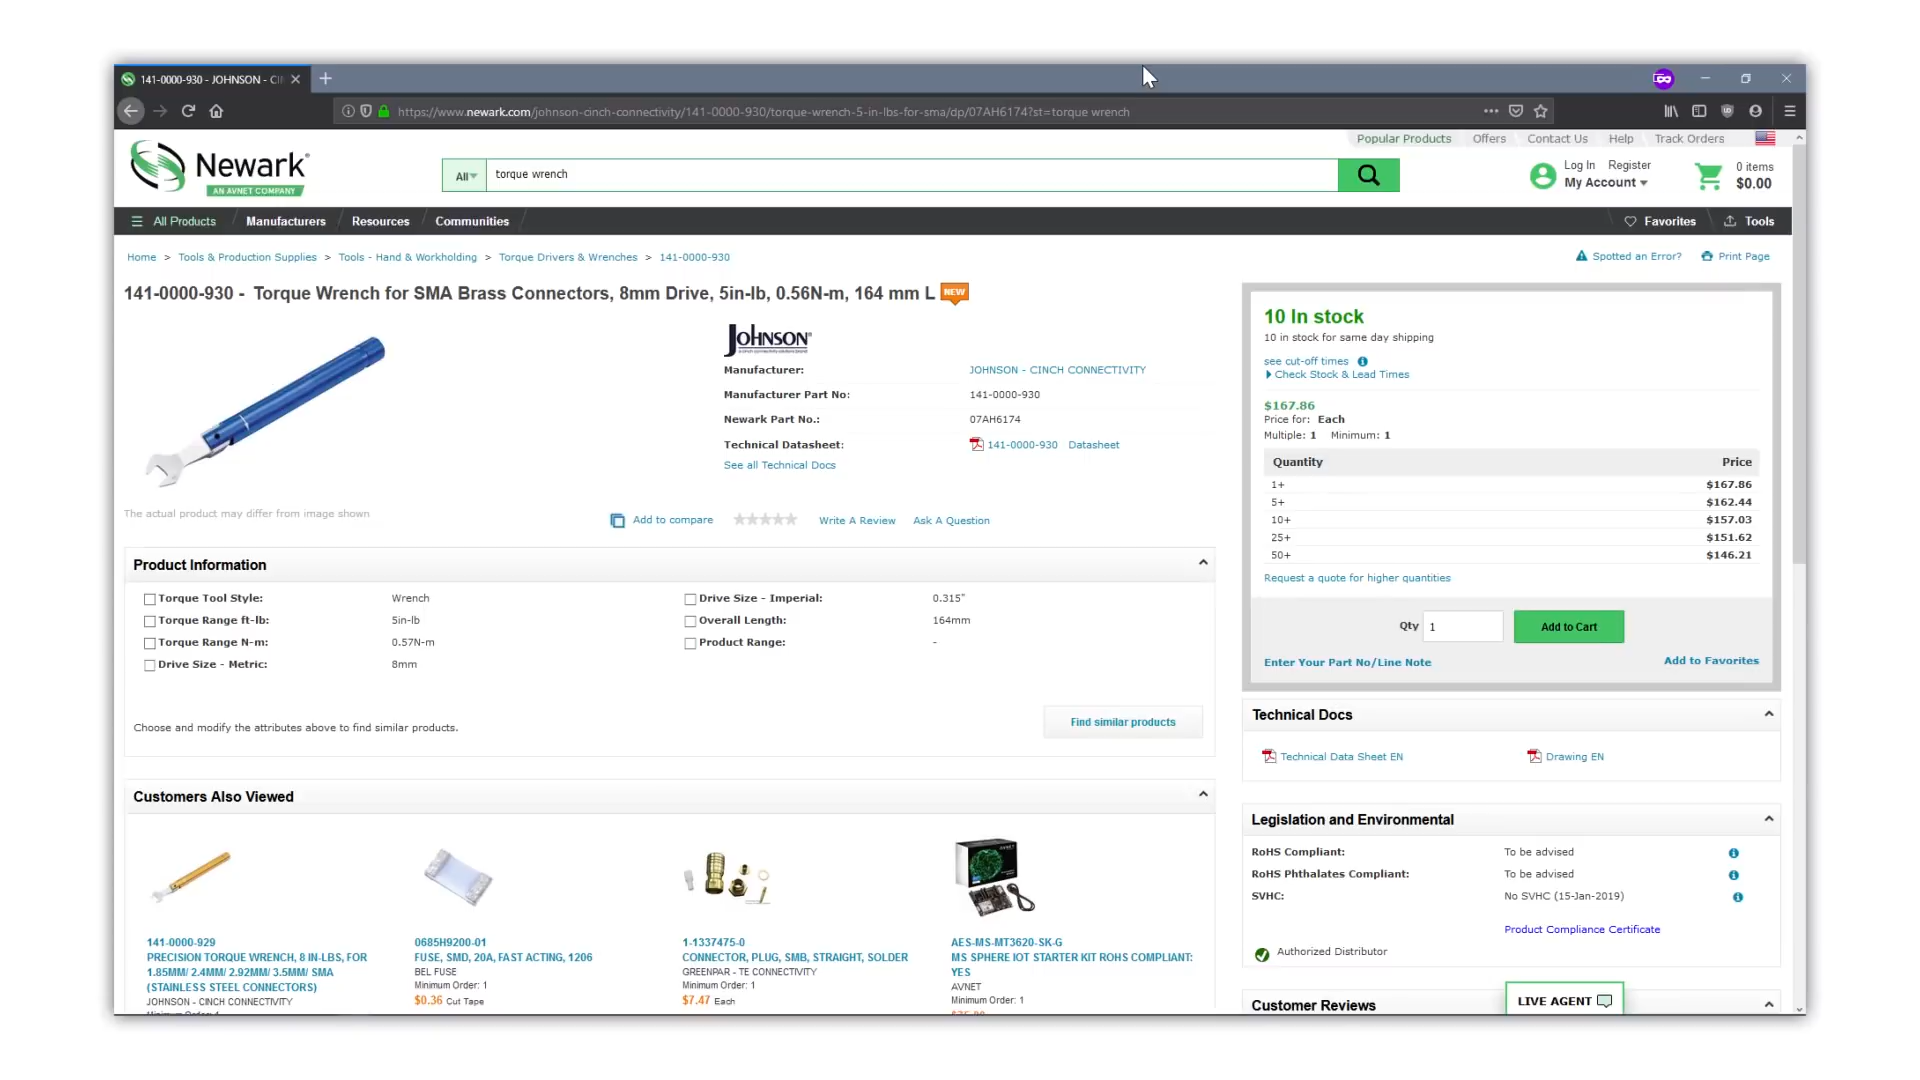 141-0000-930 - JOHNSON - CI
https://www.newark.com/johnson-cinch-connectivity/141-0000-930/torque-wrench-5-in-lbs-for-sma/dp/07AH6174?st=torque wrench
Popular Products Offers Contact Us Help Track Orders
Newark
AN AVNET COMPANY
All torque wrench
Log In Register
My Account
0 items
$0.00
All Products Manufacturers Resources Communities Favorites Tools
Home > Tools & Production Supplies > Tools - Hand & Workholding > Torque Drivers & Wrenches > 141-0000-930
Spotted an Error? Print Page
141-0000-930 - Torque Wrench for SMA Brass Connectors, 8mm Drive, 5in-lb, 0.56N-m, 164 mm L NEW
JOHNSON
Manufacturer: JOHNSON - CINCH CONNECTIVITY
Manufacturer Part No: 141-0000-930
Newark Part No.: 07AH6174
Technical Datasheet: 141-0000-930 Datasheet
See all Technical Docs
The actual product may differ from image shown
Add to compare Write A Review Ask A Question
10 In stock
10 in stock for same day shipping
see cut-off times
Check Stock & Lead Times
$167.86
Price for: Each
Multiple: 1 Minimum: 1
Quantity Price
1+ $167.86
5+ $162.44
10+ $157.03
25+ $151.62
50+ $146.21
Request a quote for higher quantities
Qty 1 Add to Cart
Enter Your Part No/Line Note Add to Favorites
Product Information
Torque Tool Style: Wrench Drive Size - Imperial: 0.315"
Torque Range ft-lb: 5in-lb Overall Length: 164mm
Torque Range N-m: 0.57N-m Product Range: -
Drive Size - Metric: 8mm
Choose and modify the attributes above to find similar products.
Find similar products
Technical Docs
Technical Data Sheet EN Drawing EN
Legislation and Environmental
RoHS Compliant: To be advised
RoHS Phthalates Compliant: To be advised
SVHC: No SVHC (15-Jan-2019)
Product Compliance Certificate
Authorized Distributor
Customer Reviews
LIVE AGENT
Customers Also Viewed
141-0000-929
PRECISION TORQUE WRENCH, 8 IN-LBS, FOR
1.85MM/ 2.4MM/ 2.92MM/ 3.5MM/ SMA
(STAINLESS STEEL CONNECTORS)
JOHNSON - CINCH CONNECTIVITY
0685H9200-01
FUSE, SMD, 20A, FAST ACTING, 1206
BEL FUSE
Minimum Order: 1
$0.36 Cut Tape
1-1337475-0
CONNECTOR, PLUG, SMB, STRAIGHT, SOLDER
GREENPAR - TE CONNECTIVITY
Minimum Order: 1
$7.47 Each
AES-MS-MT3620-SK-G
MS SPHERE IOT STARTER KIT ROHS COMPLIANT:
YES
AVNET
Minimum Order: 1